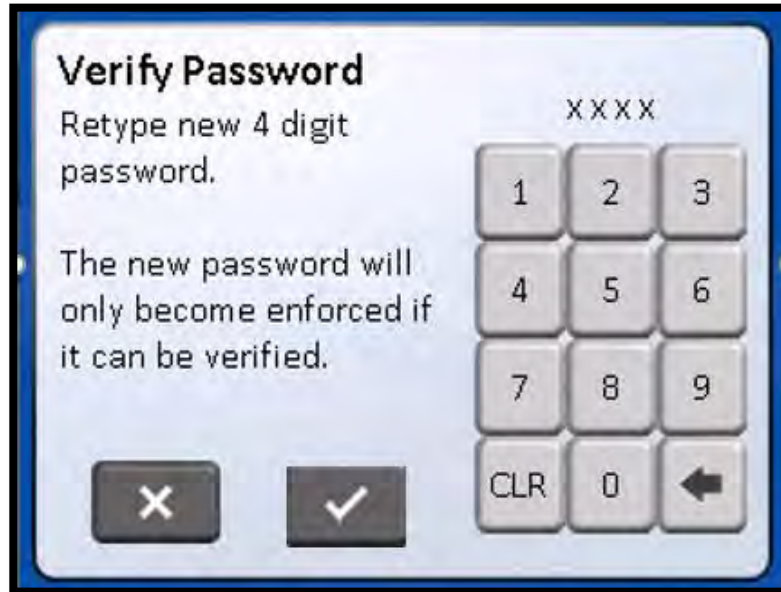 Verify Password
Retype new 4 digit
password.
The new password will
only become enforced if
it can be verified.
xxxx
1 2 3
4 5 6
7 8 9
CLR 0